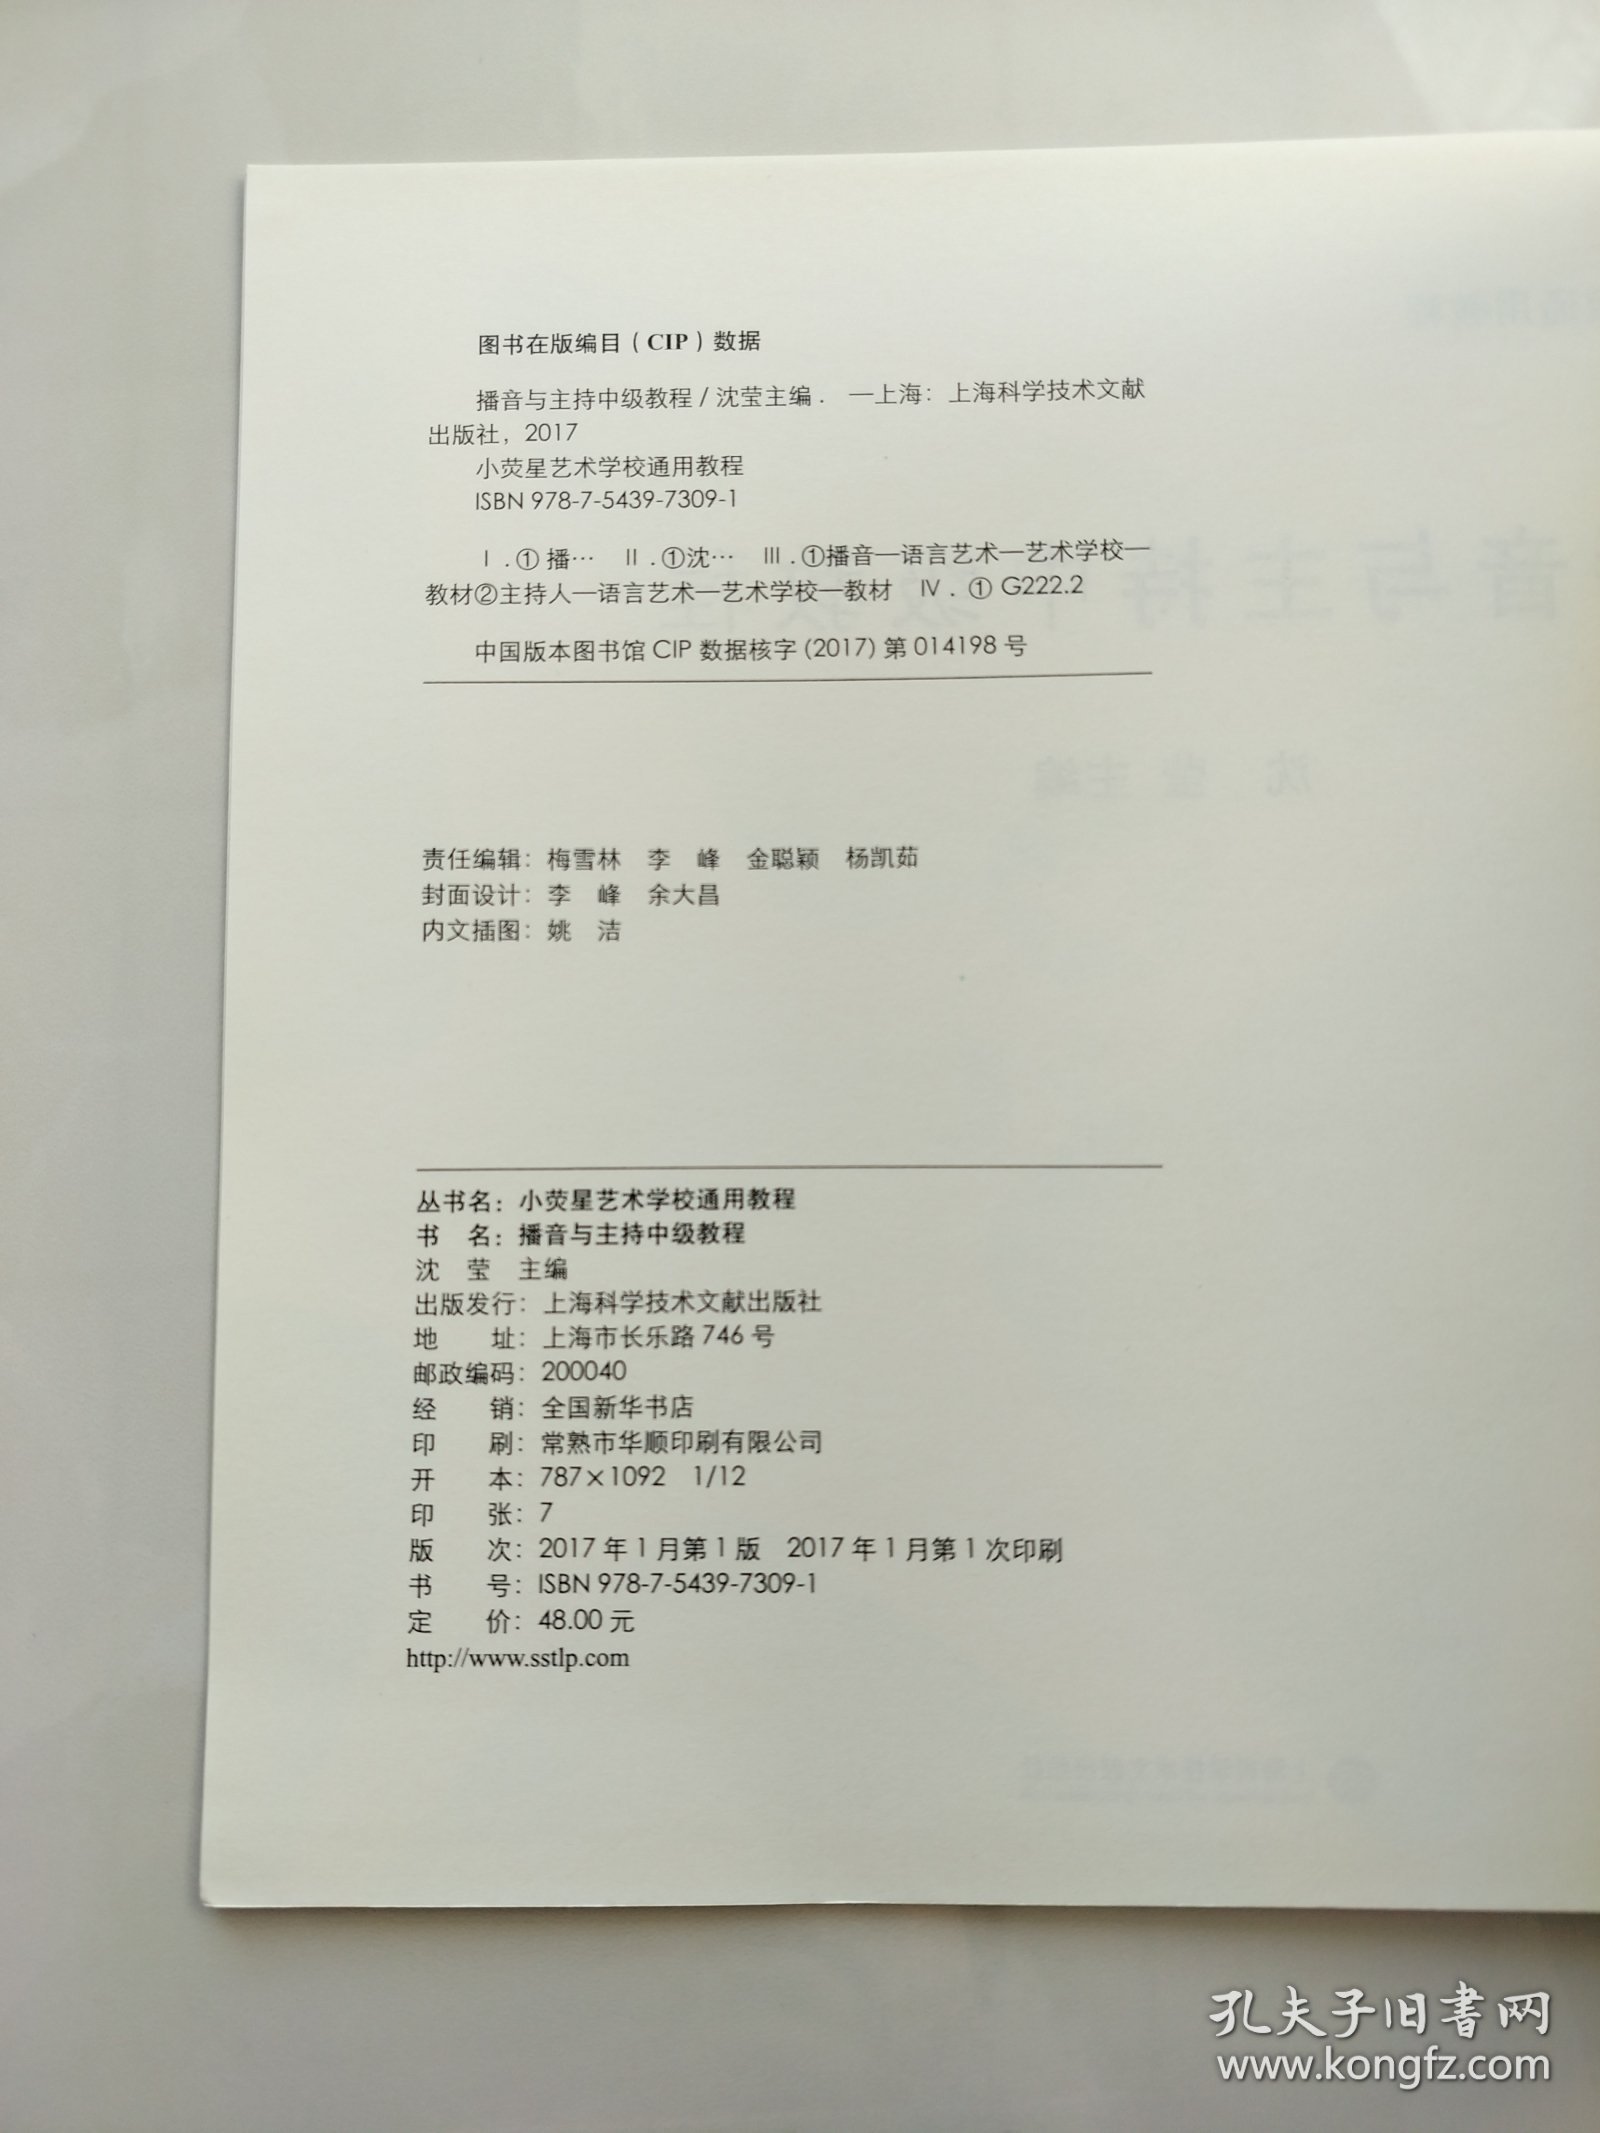 图书在版编目（CIP）数据
播音与主持中级教程 / 沈莹主编． —上海：上海科学技术文献
出版社，2017
小荧星艺术学校通用教程
ISBN 978-7-5439-7309-1
Ⅰ.①播… Ⅱ.①沈… Ⅲ.①播音—语言艺术—艺术学校—
教材②主持人—语言艺术—艺术学校—教材 Ⅳ.① G222.2
中国版本图书馆 CIP 数据核字 (2017) 第 014198 号
责任编辑：梅雪林 李 峰 金聪颖 杨凯茹
封面设计：李 峰 余大昌
内文插图：姚 洁
丛书名：小荧星艺术学校通用教程
书 名：播音与主持中级教程
沈 莹 主编
出版发行：上海科学技术文献出版社
地 址：上海市长乐路 746 号
邮政编码：200040
经 销：全国新华书店
印 刷：常熟市华顺印刷有限公司
开 本：787×1092 1/12
印 张：7
版 次：2017 年 1 月第 1 版 2017 年 1 月第 1 次印刷
书 号：ISBN 978-7-5439-7309-1
定 价：48.00 元
http://www.sstlp.com
孔夫子旧书网
www.kongfz.com